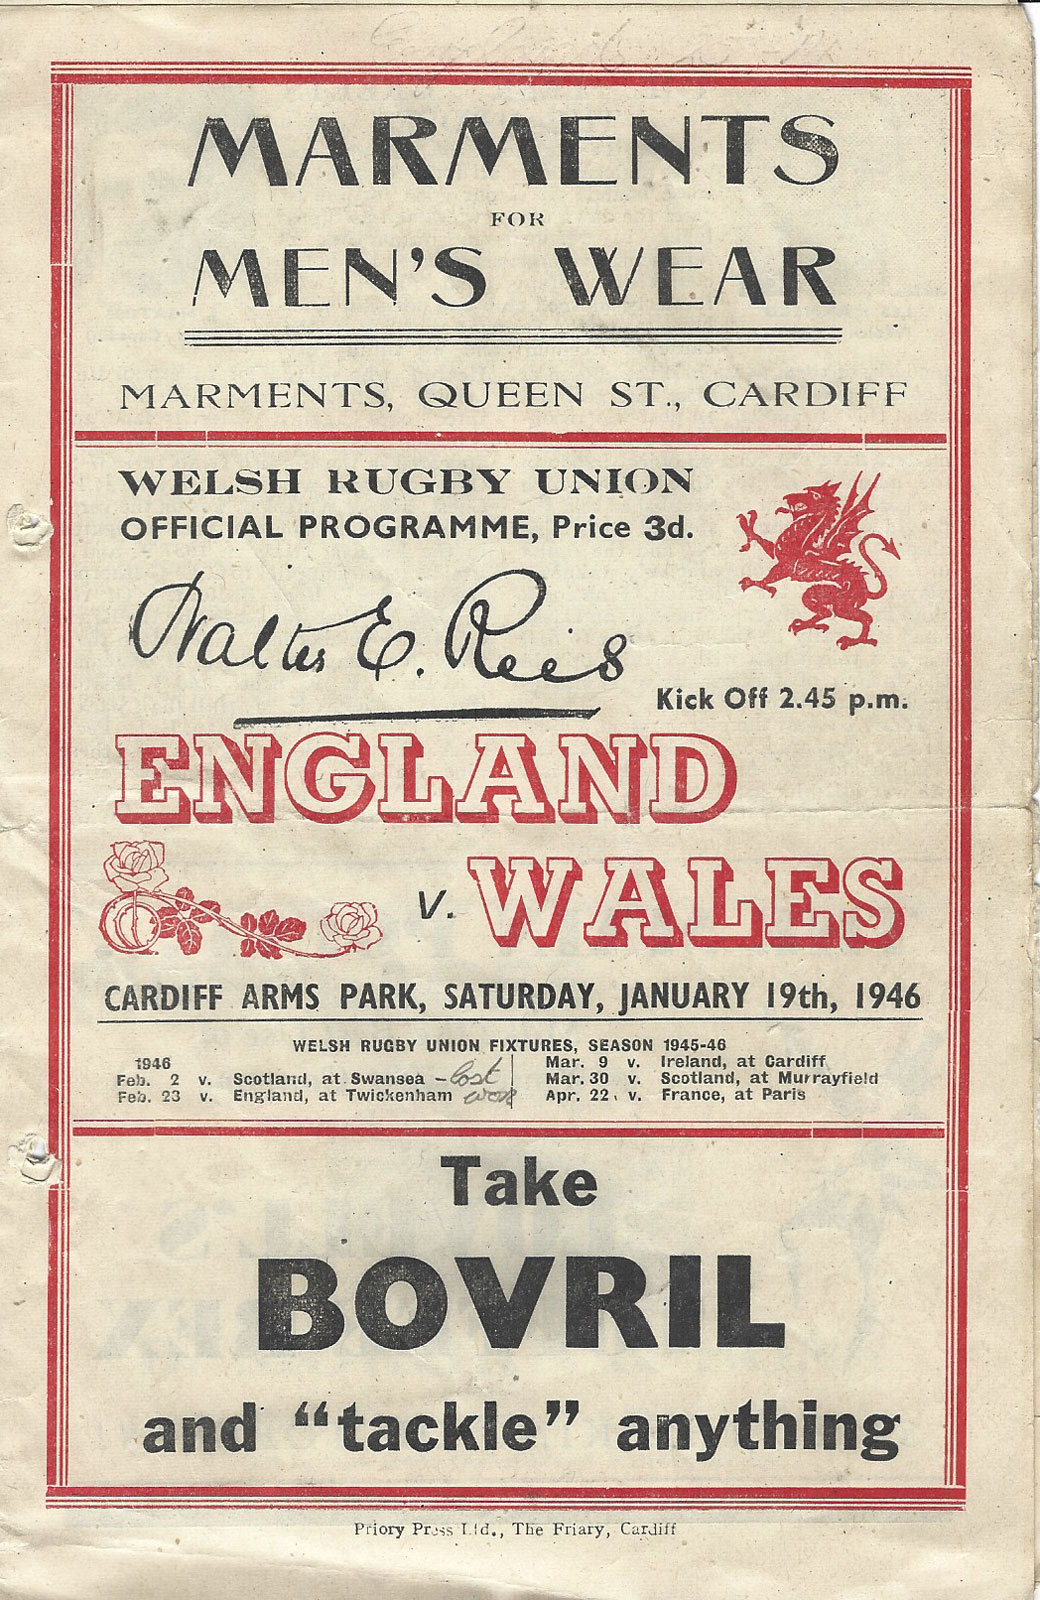 MARMENTS
FOR
MEN'S WEAR
MARMENTS, QUEEN ST., CARDIFF
WELSH RUGBY UNION
OFFICIAL PROGRAMME, Price 3d.
Walter E. Rees
Kick Off 2.45 p.m.
ENGLAND
v. WALES
CARDIFF ARMS PARK, SATURDAY, JANUARY 19th, 1946
WELSH RUGBY UNION FIXTURES, SEASON 1945-46
1946
Feb. 2 v. Scotland, at Swansea - lost
Feb. 23 v. England, at Twickenham won
Mar. 9 v. Ireland, at Cardiff
Mar. 30 v. Scotland, at Murrayfield
Apr. 22. v. France, at Paris
Take
BOVRIL
and "tackle" anything
Priory Press Ltd., The Friary, Cardiff